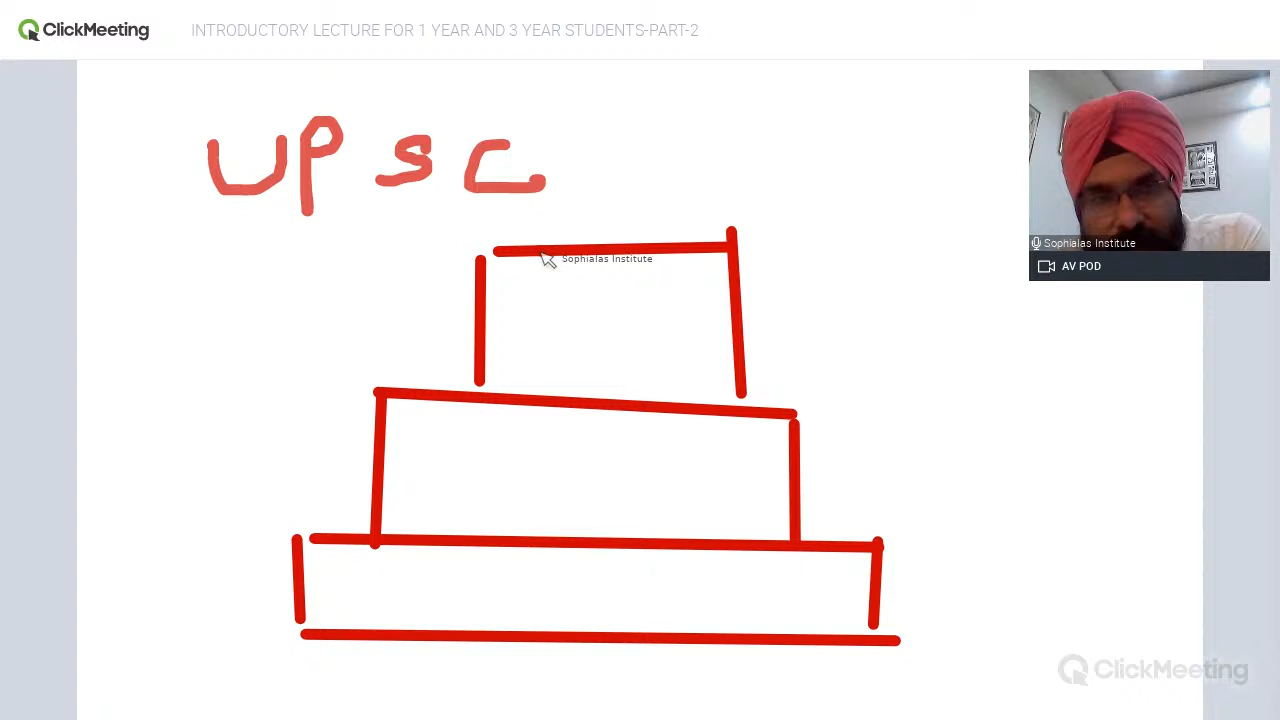 ClickMeeting INTRODUCTORY LECTURE FOR 1 YEAR AND 3 YEAR STUDENTS-PART-2
UPSC
Sophialas Institute
AV POD
Sophialas Institute
ClickMeeting